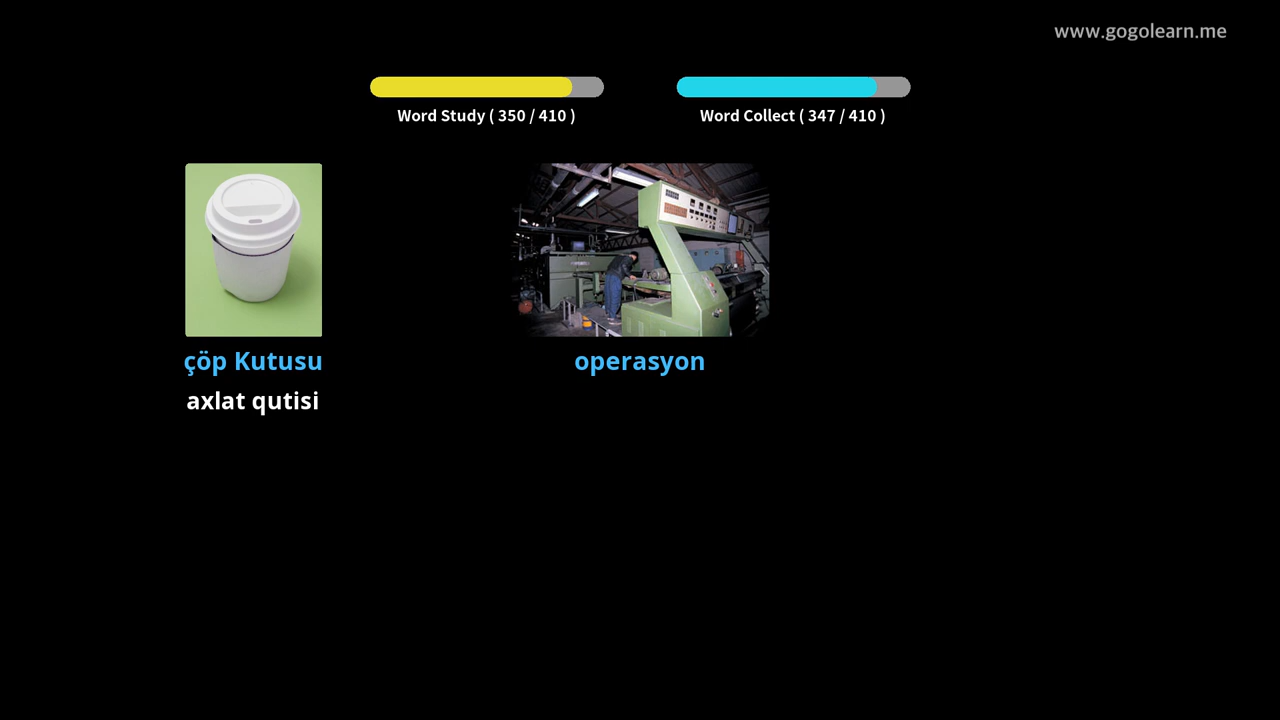 www.gogolearn.me
Word Study ( 350 / 410 )
Word Collect ( 347 / 410 )
çöp Kutusu
operasyon
axlat qutisi